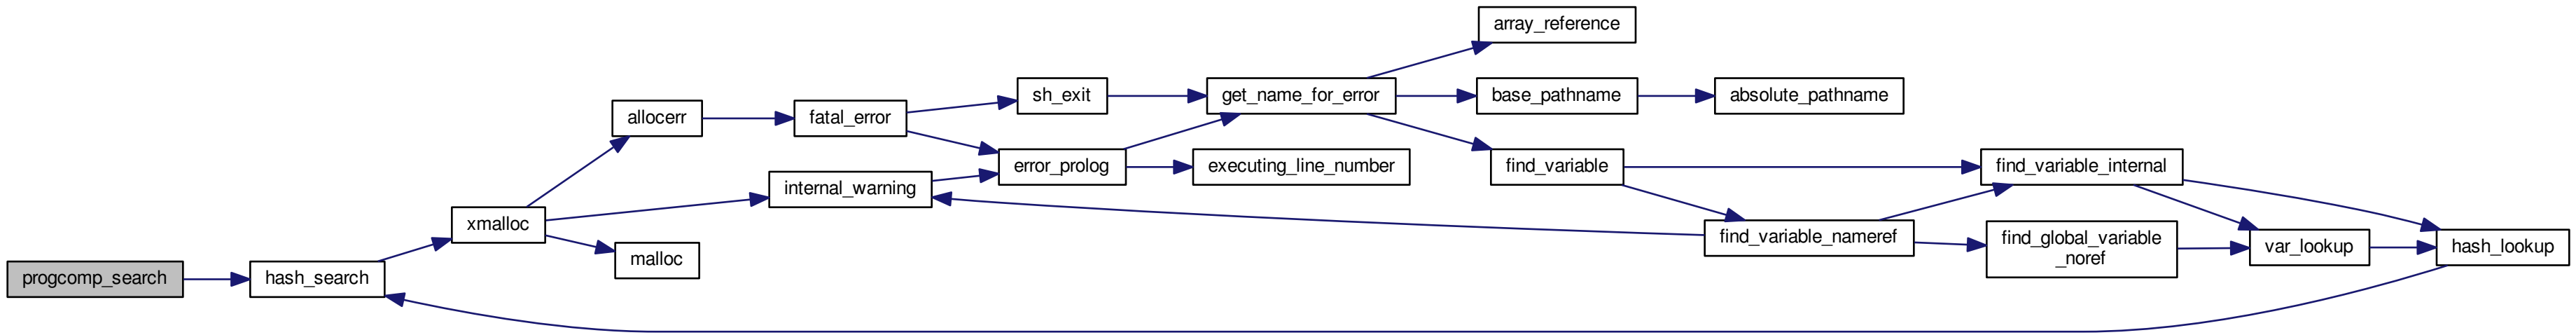 array_reference
sh_exit
get_name_for_error
base_pathname
absolute_pathname
allocerr
fatal_error
error_prolog
executing_line_number
find_variable
find_variable_internal
internal_warning
xmalloc
find_variable_nameref
find_global_variable
_noref
var_lookup
hash_lookup
malloc
progcomp_search
hash_search